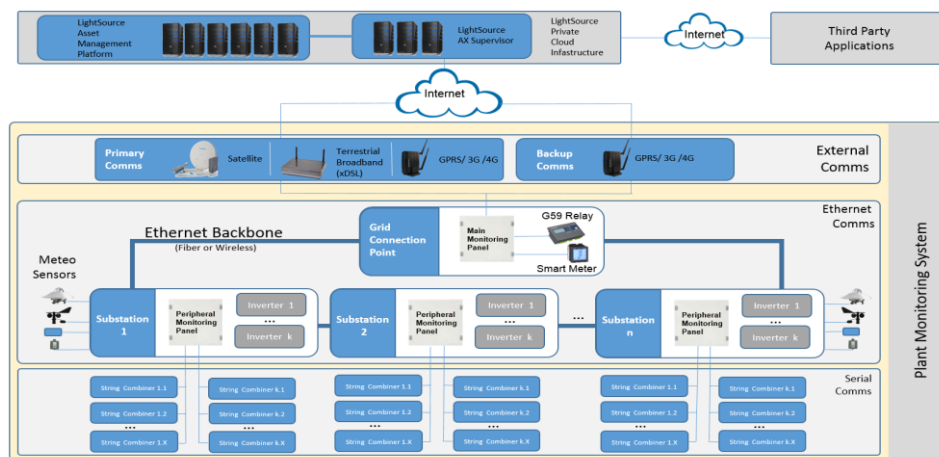 LightSource
Asset
Management
Platform
LightSource
AX Supervisor
LightSource
Private
Cloud
Infastructure
Internet
Third Party
Applications
Internet
Primary
Comms
Satellite
Terrestrial
Broadband
(xDSL)
GPRS/ 3G /4G
Backup
Comms
GPRS/ 3G /4G
External
Comms
Ethernet Backbone
(Fiber or Wireless)
Grid
Connection
Point
Main
Monitoring
Panel
G59 Relay
Smart Meter
Ethernet
Comms
Meteo
Sensors
Substation
1
Peripheral
Monitoring
Panel
Inverter 1
...
Inverter k
Substation
2
Peripheral
Monitoring
Panel
Inverter 1
...
Inverter k
...
Substation
n
Peripheral
Monitoring
Panel
Inverter 1
...
Inverter k
String Combiner 1.1
String Combiner 1.2
...
String Combiner 1.X
String Combiner k.1
String Combiner k.2
...
String Combiner k.X
String Combiner 1.1
String Combiner 1.2
...
String Combiner 1.X
String Combiner k.1
String Combiner k.2
...
String Combiner k.X
String Combiner 1.1
String Combiner 1.2
...
String Combiner 1.X
String Combiner k.1
String Combiner k.2
...
String Combiner k.X
Serial
Comms
Plant Monitoring System